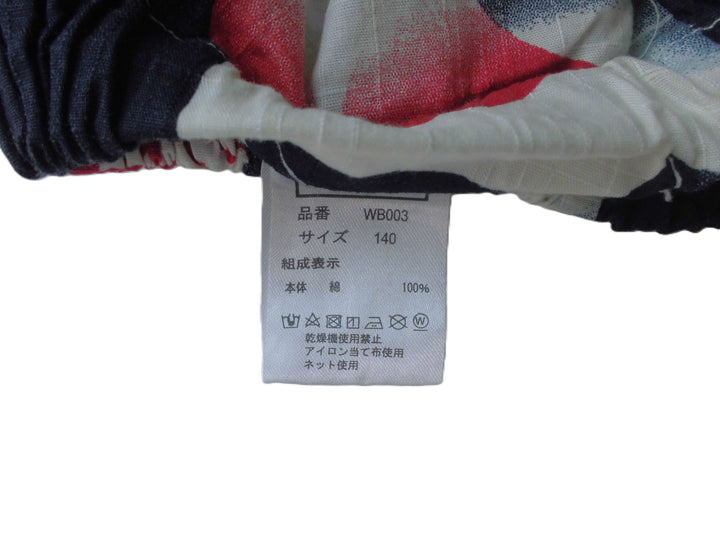 品番 WB003
サイズ 140
組成表示
本体 綿 100%
W
乾燥機使用禁止
アイロン当て布使用
ネット使用